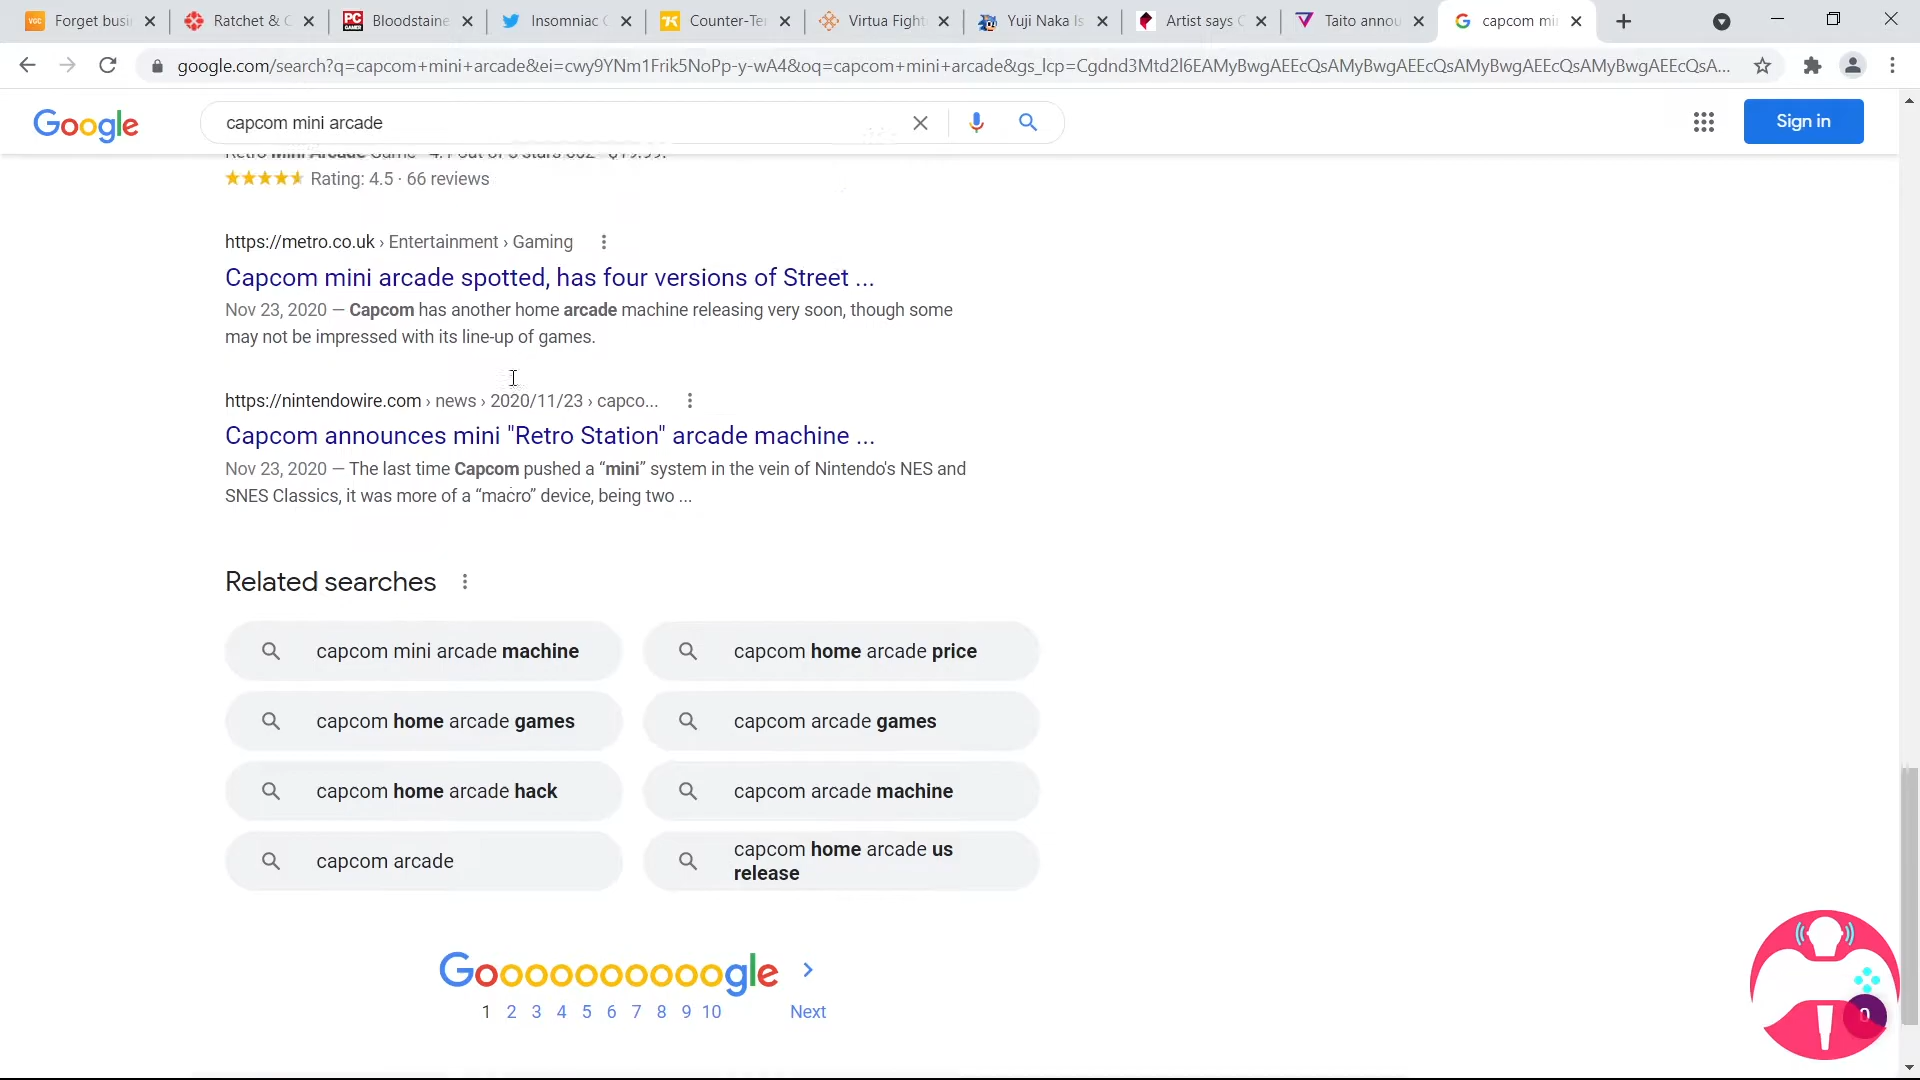 Forget busi
Ratchet & C
Bloodstaine
Insomniac G
Counter-Te
Virtua Fight
Yuji Naka Is
Artist says C
Taito annou
capcom mi
google.com/search?q=capcom+mini+arcade&ei=cwy9YNm1Frik5NoPp-y-wA4&oq=capcom+mini+arcade&gs_lcp=Cgdnd3Mtd2l6EAMyBwgAEEcQsAMyBwgAEEcQsAMyBwgAEEcQsAMyBwgAEEcQsA...
Google
capcom mini arcade
Sign in
Rating: 4.5 · 66 reviews
https://metro.co.uk › Entertainment › Gaming
Capcom mini arcade spotted, has four versions of Street ...
Nov 23, 2020 — Capcom has another home arcade machine releasing very soon, though some
may not be impressed with its line-up of games.
https://nintendowire.com › news › 2020/11/23 › capco...
Capcom announces mini "Retro Station" arcade machine ...
Nov 23, 2020 — The last time Capcom pushed a “mini” system in the vein of Nintendo's NES and
SNES Classics, it was more of a “macro” device, being two ...
Related searches
capcom mini arcade machine
capcom home arcade price
capcom home arcade games
capcom arcade games
capcom home arcade hack
capcom arcade machine
capcom arcade
capcom home arcade us
release
Goooooooooogle
1 2 3 4 5 6 7 8 9 10 Next